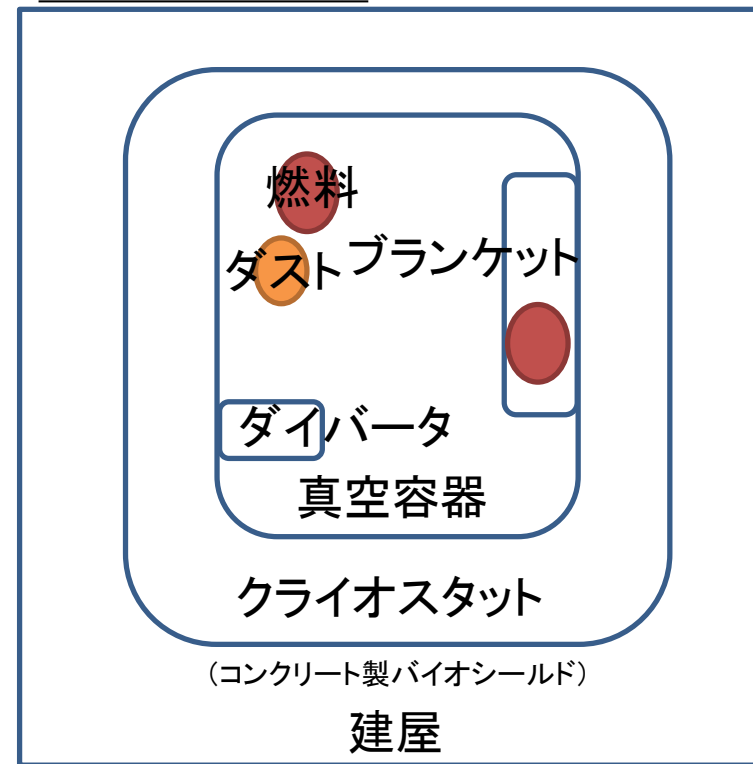 燃料
ダスト
ブランケット
ダイバータ
真空容器
クライオスタット
（コンクリート製バイオシールド）
建屋